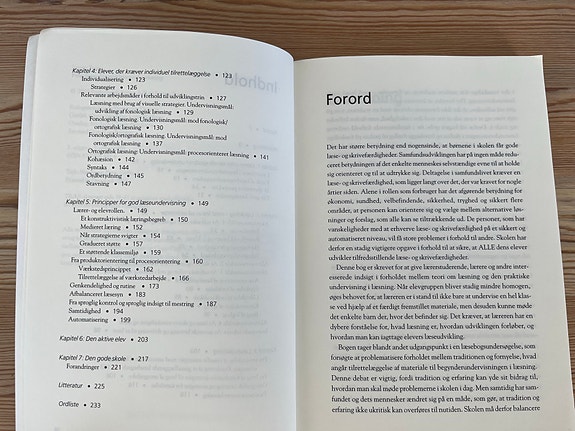 Kapitel 4: Elever, der kræver individuel tilrettelæggelse • 123
Individualisering • 123
Strategier • 126
Relevante arbejdsmåder i forhold til udviklingstrin • 127
Læsning med brug af visuelle strategier. Undervisningsmål:
udvikling af fonologisk læsning • 129
Fonologisk læsning. Undervisningsmål: mod fonologisk/
ortografisk læsning • 130
Fonologisk/ortografisk læsning. Undervisningsmål: mod
ortografisk læsning • 137
Ortografisk læsning: Undervisningsmål: procesorienteret læsning • 141
Kohæsion • 142
Syntaks • 144
Ordbetydning • 145
Stavning • 147
Kapitel 5: Principper for god læseundervisning • 149
Lærer- og elevrollen. • 149
Et konstruktivistisk læringsbegreb • 150
Medieret læring • 152
Når strategierne svigter • 154
Gradueret støtte • 157
Et støttende klassemiljø • 159
Fra produktorientering til procesorientering • 160
Værkstedsprincippet • 162
Tilrettelæggelse af værkstedsarbejde • 166
Genkendelighed og rutine • 173
Afbalanceret læsesyn • 183
Fra sproglig kontrol og sproglig indsigt til mestring • 187
Samtidighed • 194
Automatisering • 199
Kapitel 6: Den aktive elev • 203
Kapitel 7: Den gode skole • 217
Forandringer • 221
Litteratur • 225
Ordliste • 233
Forord
Det har større betydning end nogensinde, at børnene i skolen får gode
læse- og skrivefærdigheder. Samfundsudviklingen har på ingen måde redu-
ceret betydningen af det enkelte menneskes selvstændige evne til at holde
sig orienteret og til at udtrykke sig. Deltagelse i samfundslivet kræver en
læse- og skrivefærdighed, som ligger langt over det, der var krævet for nogle
årtier siden. Alene i rollen som forbruger har det afgørende betydning for
økonomi, sundhed, velbefindende, sikkerhed, tryghed og sikkert flere
områder, at personen kan orientere sig og vælge mellem alternative løs-
ninger og forslag, som alle kan se tiltrækkende ud. De personer, som har
vanskeligheder med at erhverve læse- og skrivefærdighed på et sikkert og
automatiseret niveau, vil få store problemer i forhold til andre. Skolen har
derfor en stadig vigtigere opgave i forhold til at sikre, at ALLE dens elever
udvikler tilfredsstillende læse- og skrivefærdigheder.
Denne bog er skrevet for at give lærerstuderende, lærere og andre inter-
esserede indsigt i forholdet mellem teori om læsning og den praktiske
undervisning i læsning. Når elevgruppen bliver stadig mindre homogen,
øges behovet for, at læreren er i stand til ikke bare at undervise en hel klas-
se ved hjælp af et færdigt fremstillet materiale, men desuden kunne møde
det enkelte barn der, hvor det befinder sig. Det kræver, at læreren har en
dybere forståelse for, hvad læsning er, hvordan udviklingen forløber, og
hvordan man kan iagttage elevers læseudvikling.
Bogen tager blandt andet udgangspunkt i en læsebogsundersøgelse, som
forsøgte at problematisere forholdet mellem tradition og fornyelse, hvad
angår tilrettelæggelse af materiale til begynderundervisningen i læsning.
Denne debat er vigtig, fordi tradition og erfaring kan yde sit bidrag til,
hvordan man skal møde problemerne i skolen i dag. Men samtidig har sam-
fundet og dets mennesker ændret sig på en måde, som gør, at tradition og
erfaring ikke ukritisk kan overføres til nutiden. Skolen må derfor balancere